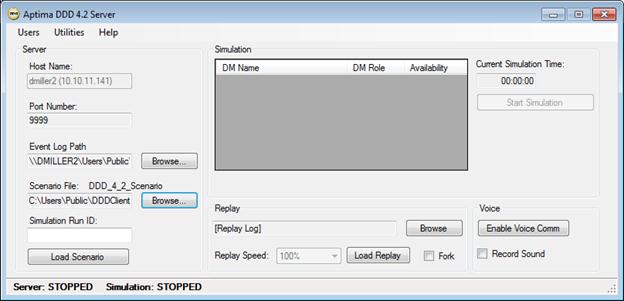 Aptima DDD 4.2 Server
Users Utilities Help
Server
Host Name:
dmiller2 (10.10.11.141)
Port Number:
9999
Event Log Path
\\DMILLER2\Users\Public\
Browse...
Scenario File: DDD_4_2_Scenario
C:\Users\Public\DDDClient
Browse...
Simulation Run ID:
Load Scenario
Simulation
DM Name DM Role Availability
Current Simulation Time:
00:00:00
Start Simulation
Replay
[Replay Log]
Browse
Replay Speed: 100% Load Replay Fork
Voice
Enable Voice Comm
Record Sound
Server: STOPPED Simulation: STOPPED